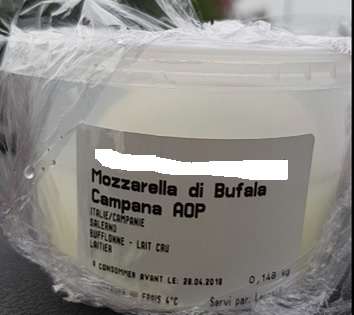 Mozzarella di Bufala
Campana AOP
ITALIE/CAMPANIE
SALERNO
BUFFLONNE - LAIT CRU
LAITIER
A CONSOMMER AVANT LE: 28.04.2018
0,148 kg
AU FRAIS 4°C
Servi par: